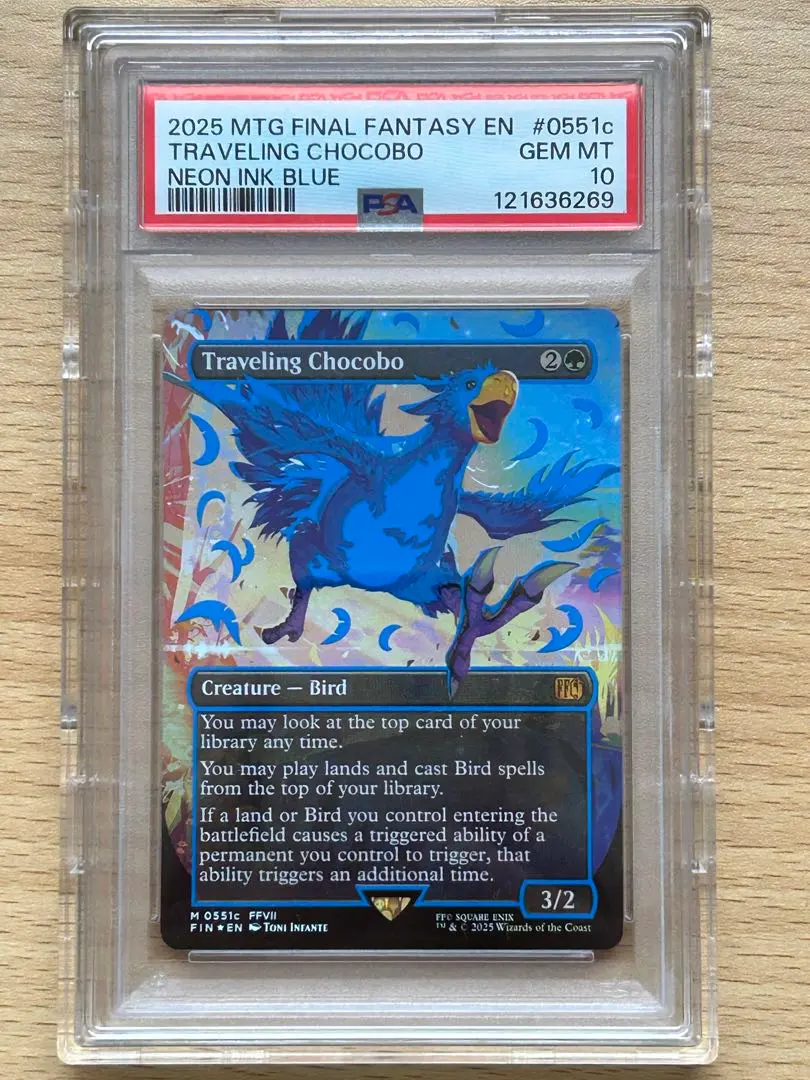 2025 MTG FINAL FANTASY EN #0551c
TRAVELING CHOCOBO GEM MT
NEON INK BLUE 10
PSA 121636269
Traveling Chocobo 2
Creature — Bird
You may look at the top card of your
library any time.
You may play lands and cast Bird spells
from the top of your library.
If a land or Bird you control entering the
battlefield causes a triggered ability of a
permanent you control to trigger, that
ability triggers an additional time.
3/2
M 0551c FFVII
FIN★EN Toni Infante
SQUARE ENIX
™ & © 2025 Wizards of the Coast